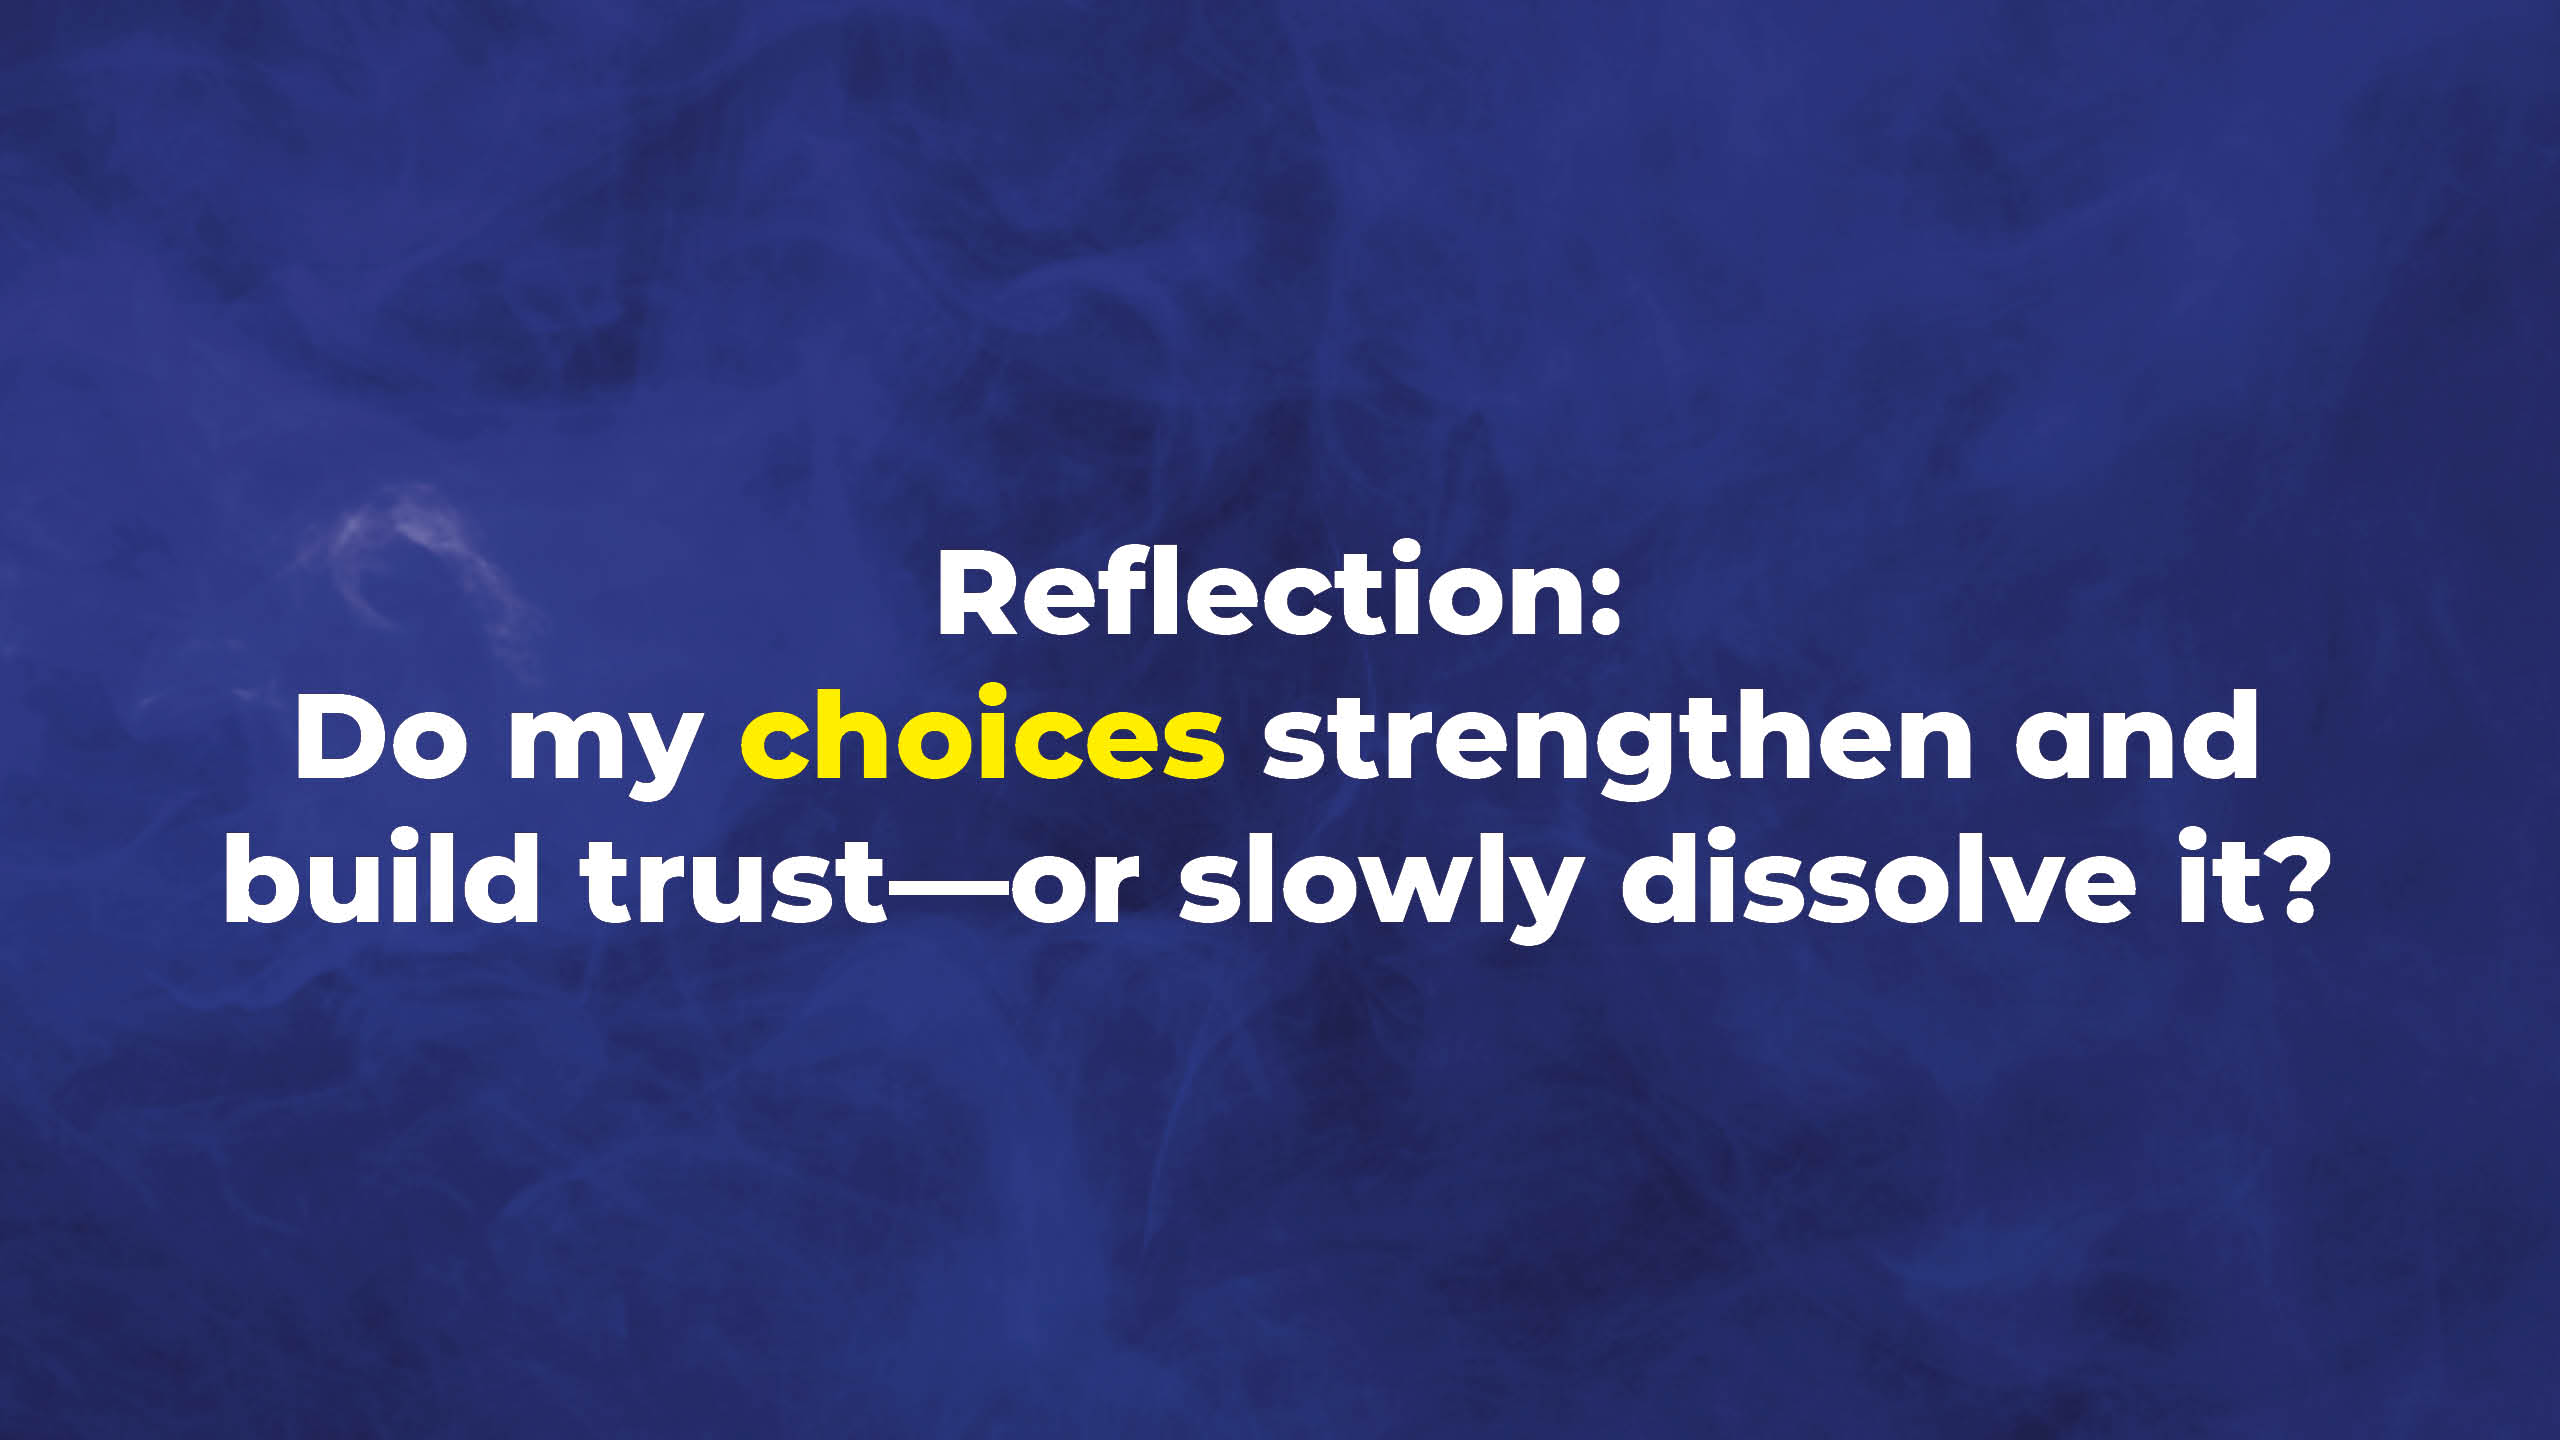 Reflection:
Do my choices strengthen and
build trust—or slowly dissolve it?